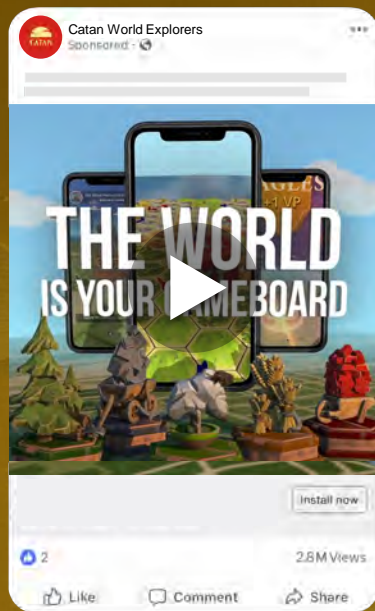 Catan World Explorers
CATAN
Sponsored ·
EAGLES
+1 VP
THE WORLD
IS YOUR GAMEBOARD
Install now
2
2.8M Views
Like
Comment
Share